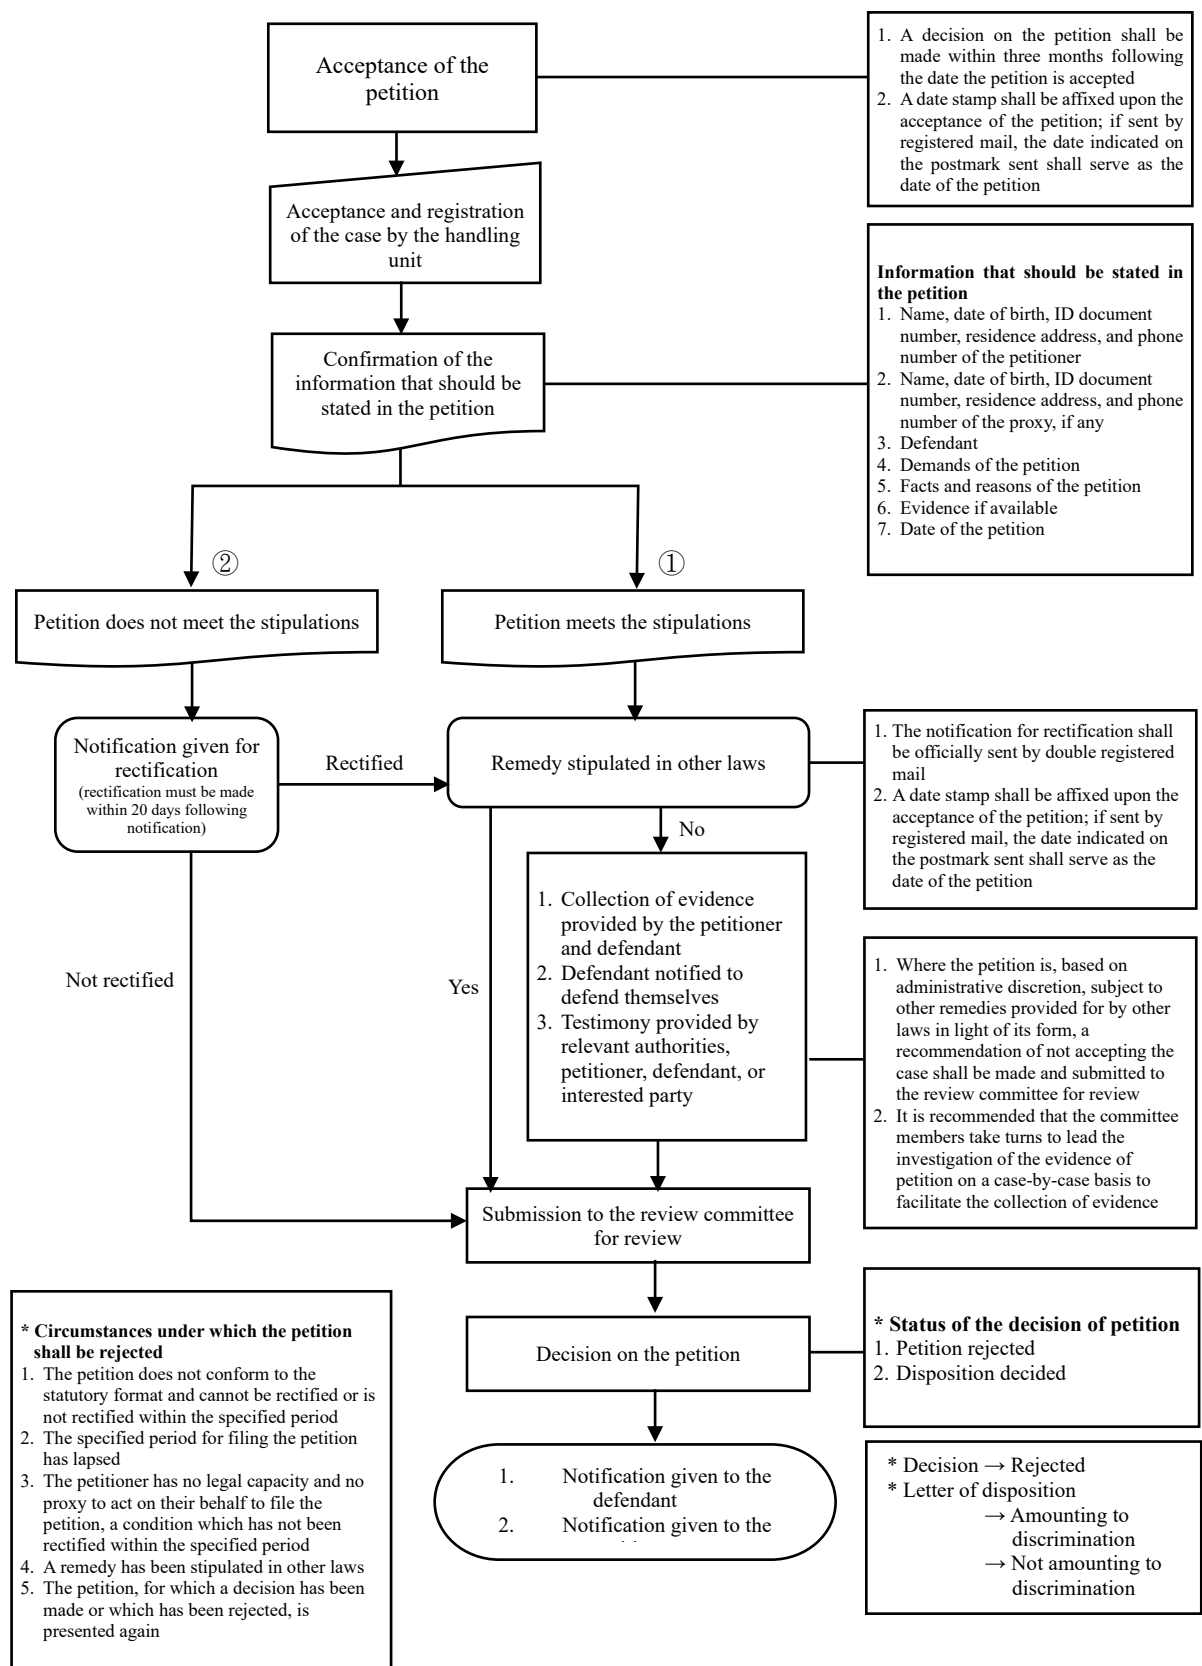 Acceptance of the
petition
1. A decision on the petition shall be
made within three months following
the date the petition is accepted
2. A date stamp shall be affixed upon the
acceptance of the petition; if sent by
registered mail, the date indicated on
the postmark sent shall serve as the
date of the petition
Acceptance and registration
of the case by the handling
unit
Information that should be stated in
the petition
1. Name, date of birth, ID document
number, residence address, and phone
number of the petitioner
2. Name, date of birth, ID document
number, residence address, and phone
number of the proxy, if any
3. Defendant
4. Demands of the petition
5. Facts and reasons of the petition
6. Evidence if available
7. Date of the petition
Confirmation of the
information that should be
stated in the petition
②
①
Petition does not meet the stipulations
Petition meets the stipulations
Notification given for
rectification
(rectification must be made
within 20 days following
notification)
Rectified
Remedy stipulated in other laws
1. The notification for rectification shall
be officially sent by double registered
mail
2. A date stamp shall be affixed upon the
acceptance of the petition; if sent by
registered mail, the date indicated on
the postmark sent shall serve as the
date of the petition
No
Not rectified
Yes
1. Collection of evidence
provided by the petitioner
and defendant
2. Defendant notified to
defend themselves
3. Testimony provided by
relevant authorities,
petitioner, defendant, or
interested party
1. Where the petition is, based on
administrative discretion, subject to
other remedies provided for by other
laws in light of its form, a
recommendation of not accepting the
case shall be made and submitted to
the review committee for review
2. It is recommended that the committee
members take turns to lead the
investigation of the evidence of
petition on a case-by-case basis to
facilitate the collection of evidence
Submission to the review committee
for review
Decision on the petition
* Status of the decision of petition
1. Petition rejected
2. Disposition decided
* Circumstances under which the petition
shall be rejected
1. The petition does not conform to the
statutory format and cannot be rectified or is
not rectified within the specified period
2. The specified period for filing the petition
has lapsed
3. The petitioner has no legal capacity and no
proxy to act on their behalf to file the
petition, a condition which has not been
rectified within the specified period
4. A remedy has been stipulated in other laws
5. The petition, for which a decision has been
made or which has been rejected, is
presented again
1. Notification given to the
defendant
2. Notification given to the
* Decision → Rejected
* Letter of disposition
→ Amounting to
discrimination
→ Not amounting to
discrimination